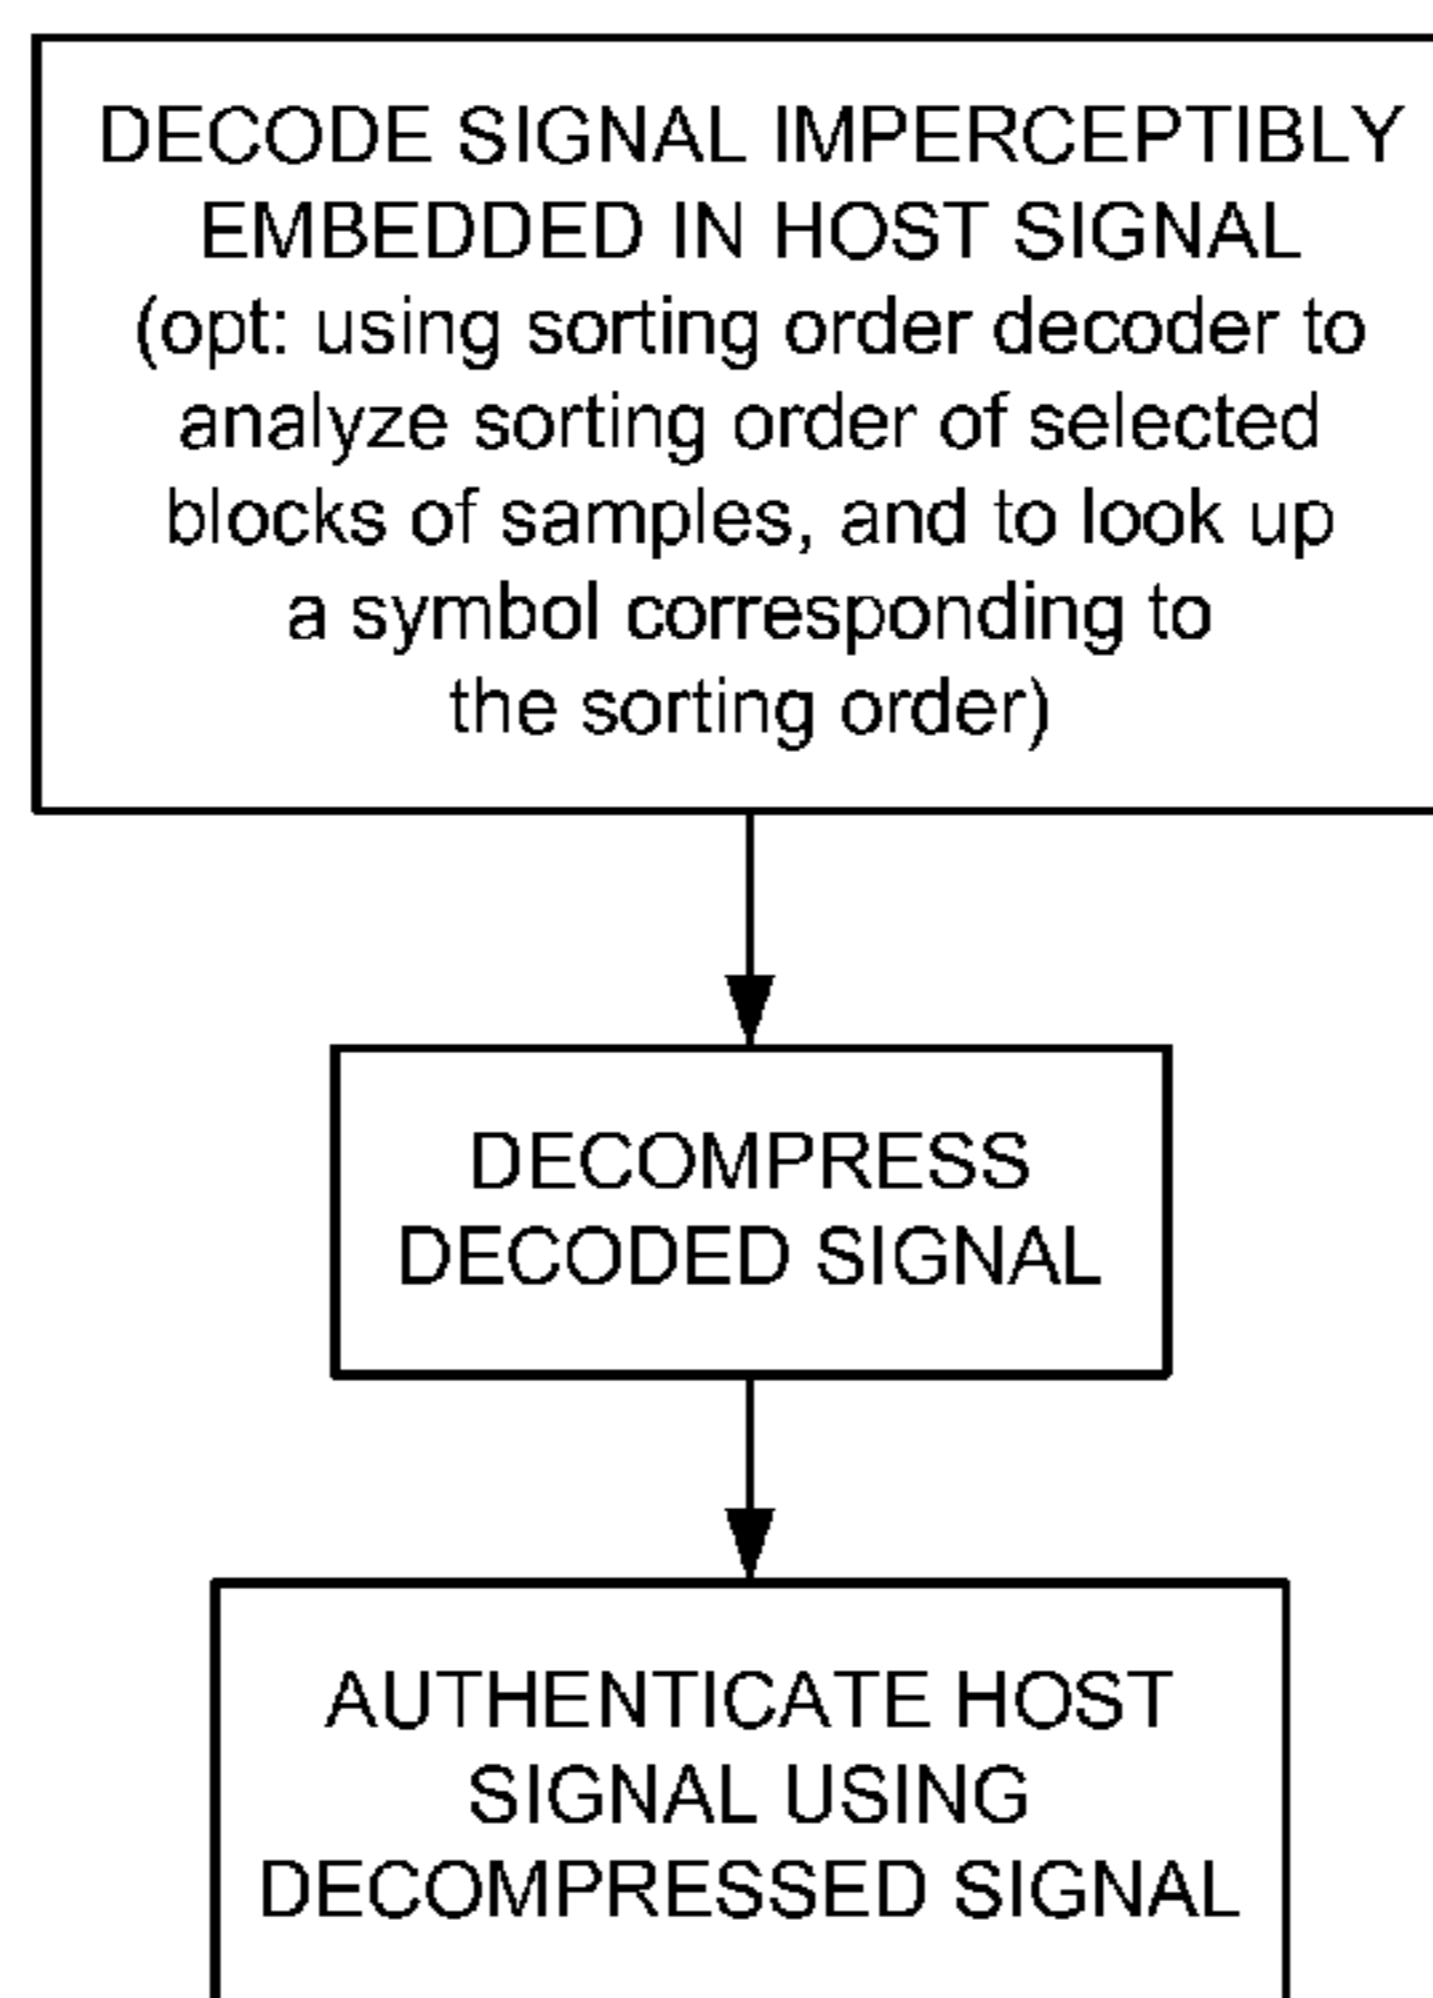 DECODE SIGNAL IMPERCEPTIBLY
EMBEDDED IN HOST SIGNAL
(opt: using sorting order decoder to
analyze sorting order of selected
blocks of samples, and to look up
a symbol corresponding to
the sorting order)
DECOMPRESS
DECODED SIGNAL
AUTHENTICATE HOST
SIGNAL USING
DECOMPRESSED SIGNAL